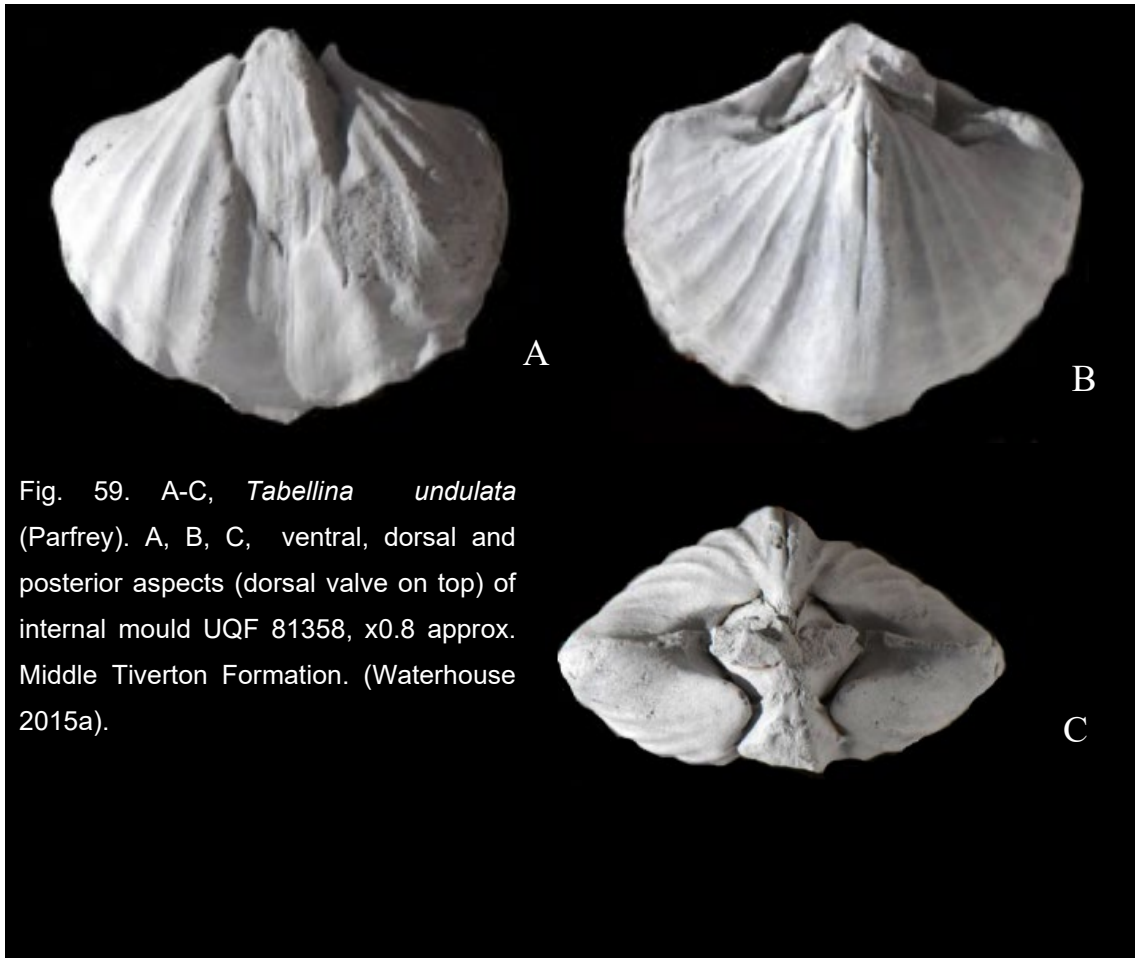 A
B
Fig. 59. A-C, Tabellina undulata
(Parfrey). A, B, C, ventral, dorsal and
posterior aspects (dorsal valve on top) of
internal mould UQF 81358, x0.8 approx.
Middle Tiverton Formation. (Waterhouse
2015a).
C